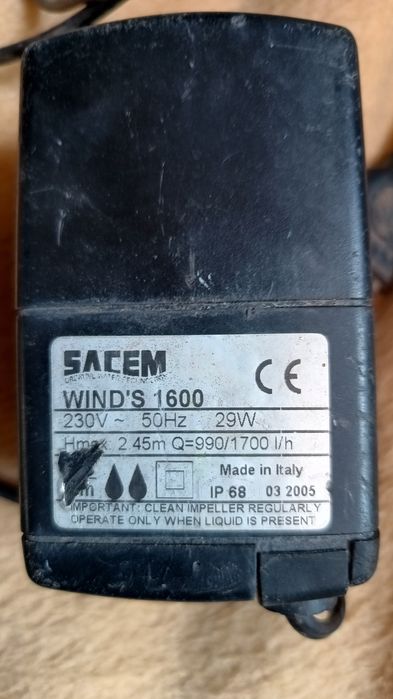 SACEM
CE
WIND'S 1600
230V ~ 50Hz 29W
Hmax 2.45m Q=990/1700 l/h
Made in Italy
m IP 68 03 2005
IMPORTANT: CLEAN IMPELLER REGULARLY
OPERATE ONLY WHEN LIQUID IS PRESENT